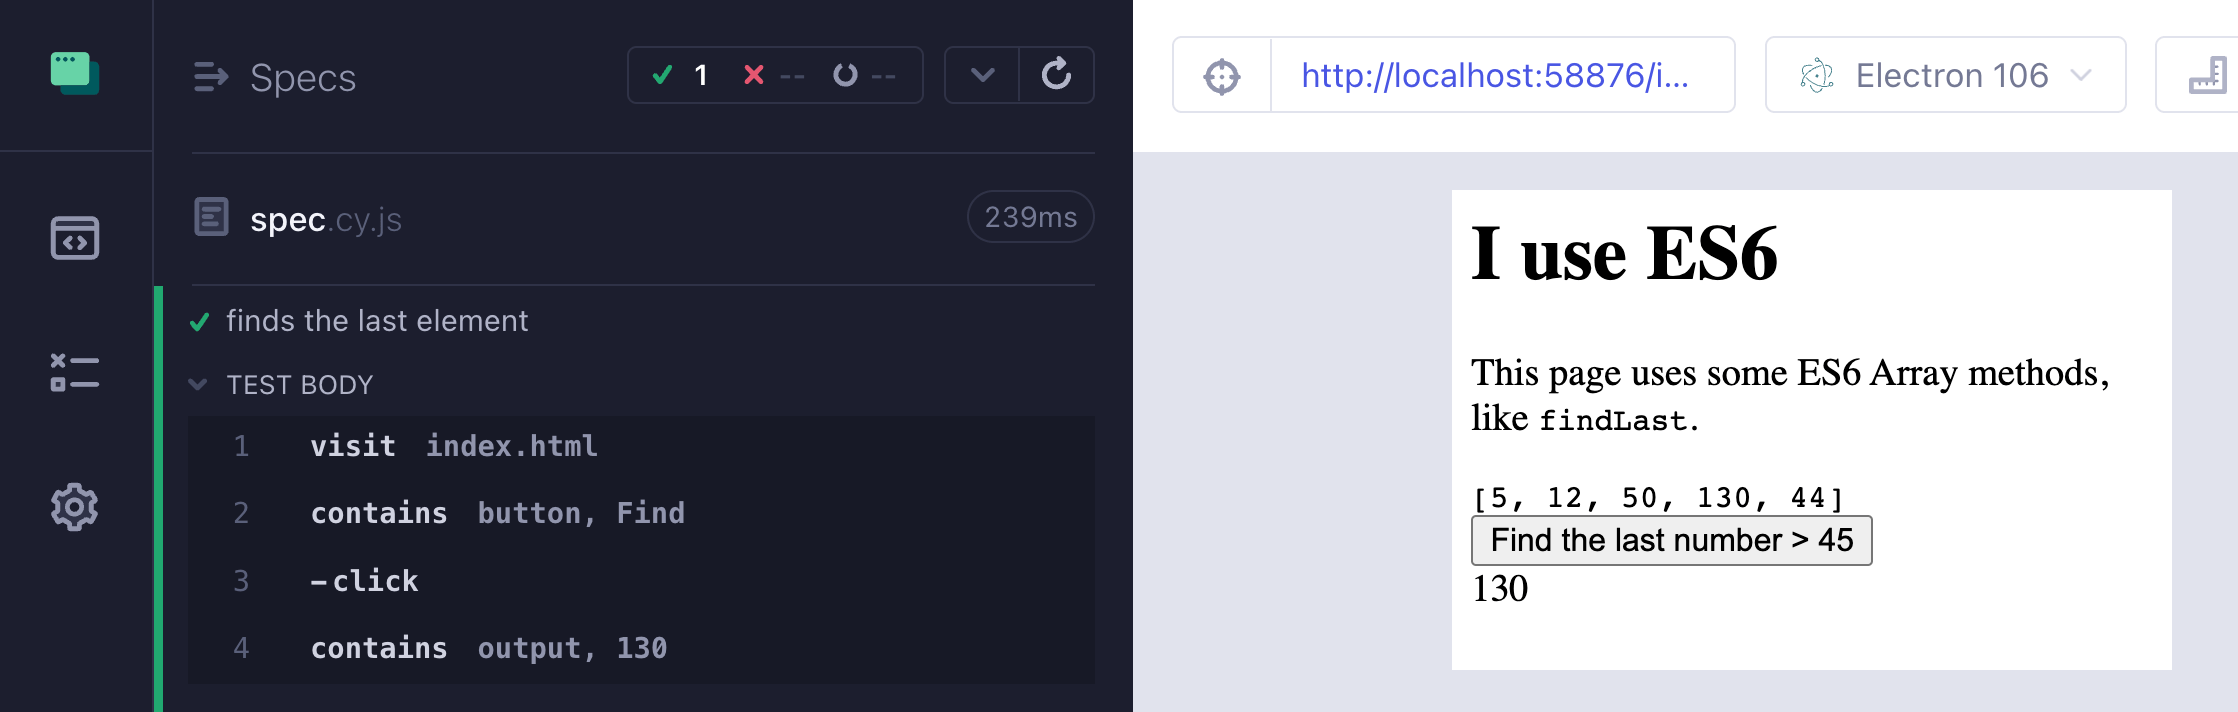 Specs
1 -- --
spec.cy.js
239ms
finds the last element
TEST BODY
1 visit index.html
2 contains button, Find
3 -click
4 contains output, 130
http://localhost:58876/i...
Electron 106
I use ES6
This page uses some ES6 Array methods,
like findLast.
[5, 12, 50, 130, 44]
Find the last number > 45
130